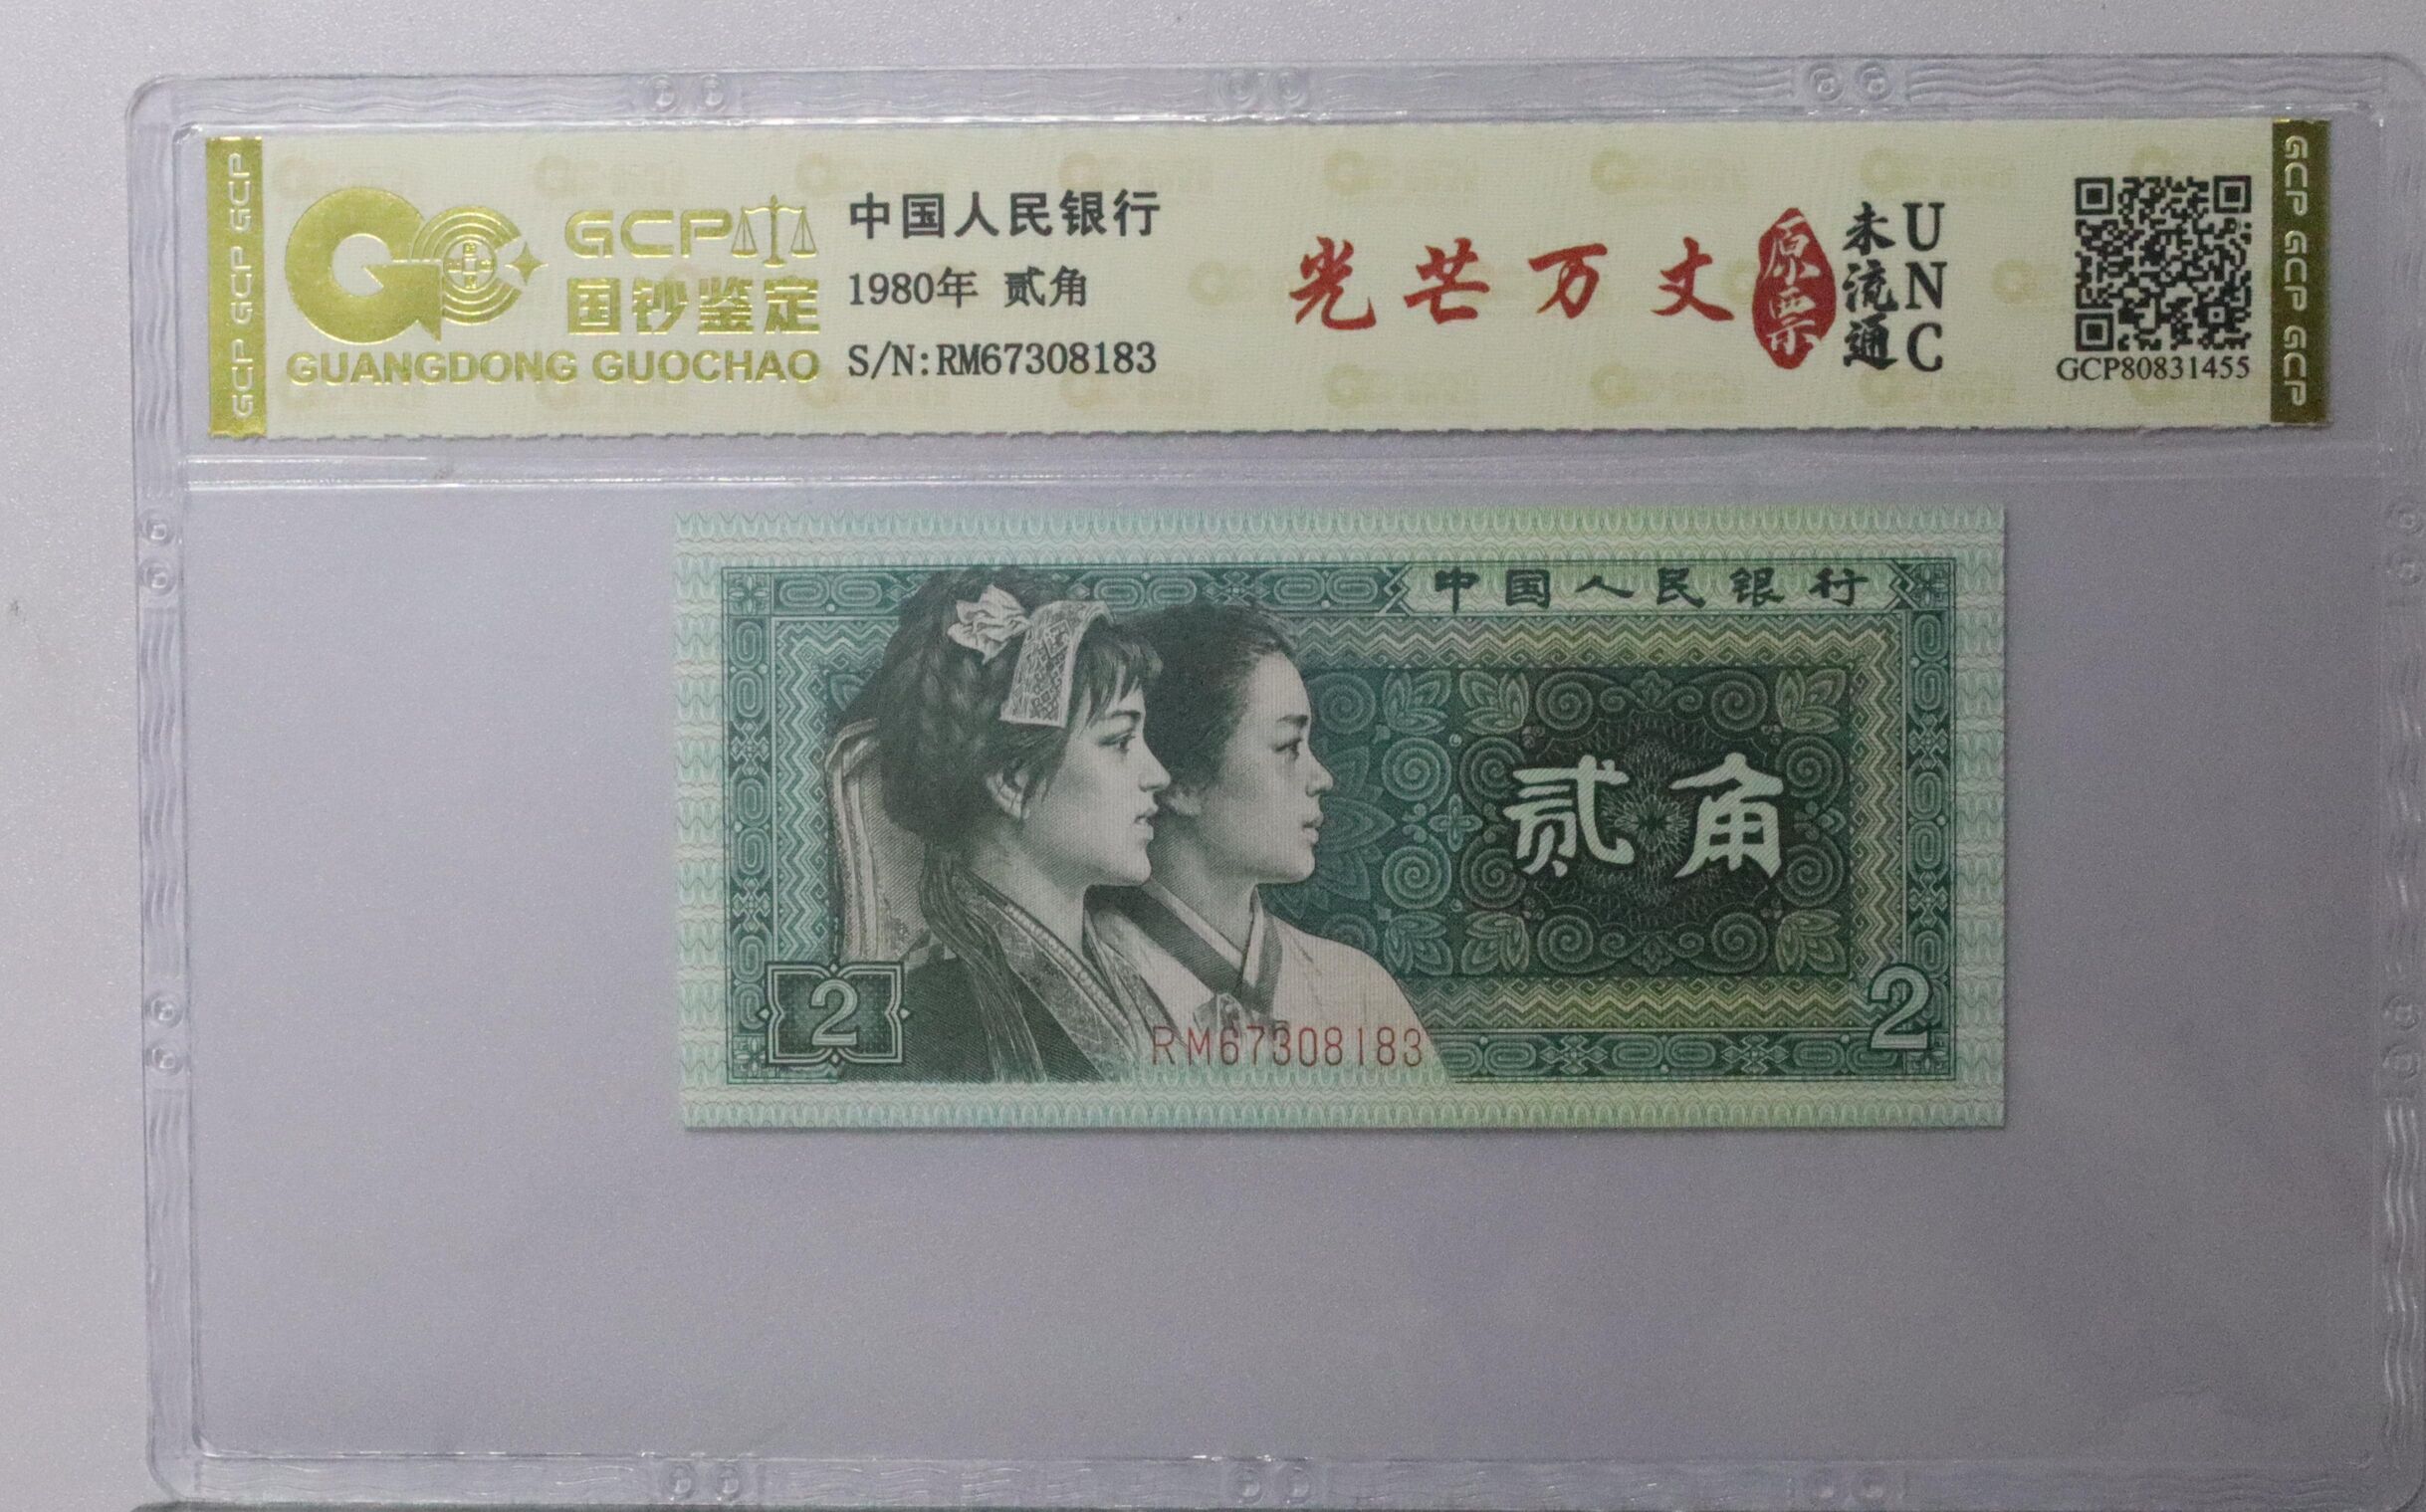 GCP GCP GCP
GCP
国钞鉴定
GUANGDONG GUOCHAO
中国人民银行
1980年 贰角
S/N:RM67308183
光芒万丈
原票
未流通
UNC
GCP80831455
GCP GCP GCP
中国人民银行
贰角
2
RM67308183
2